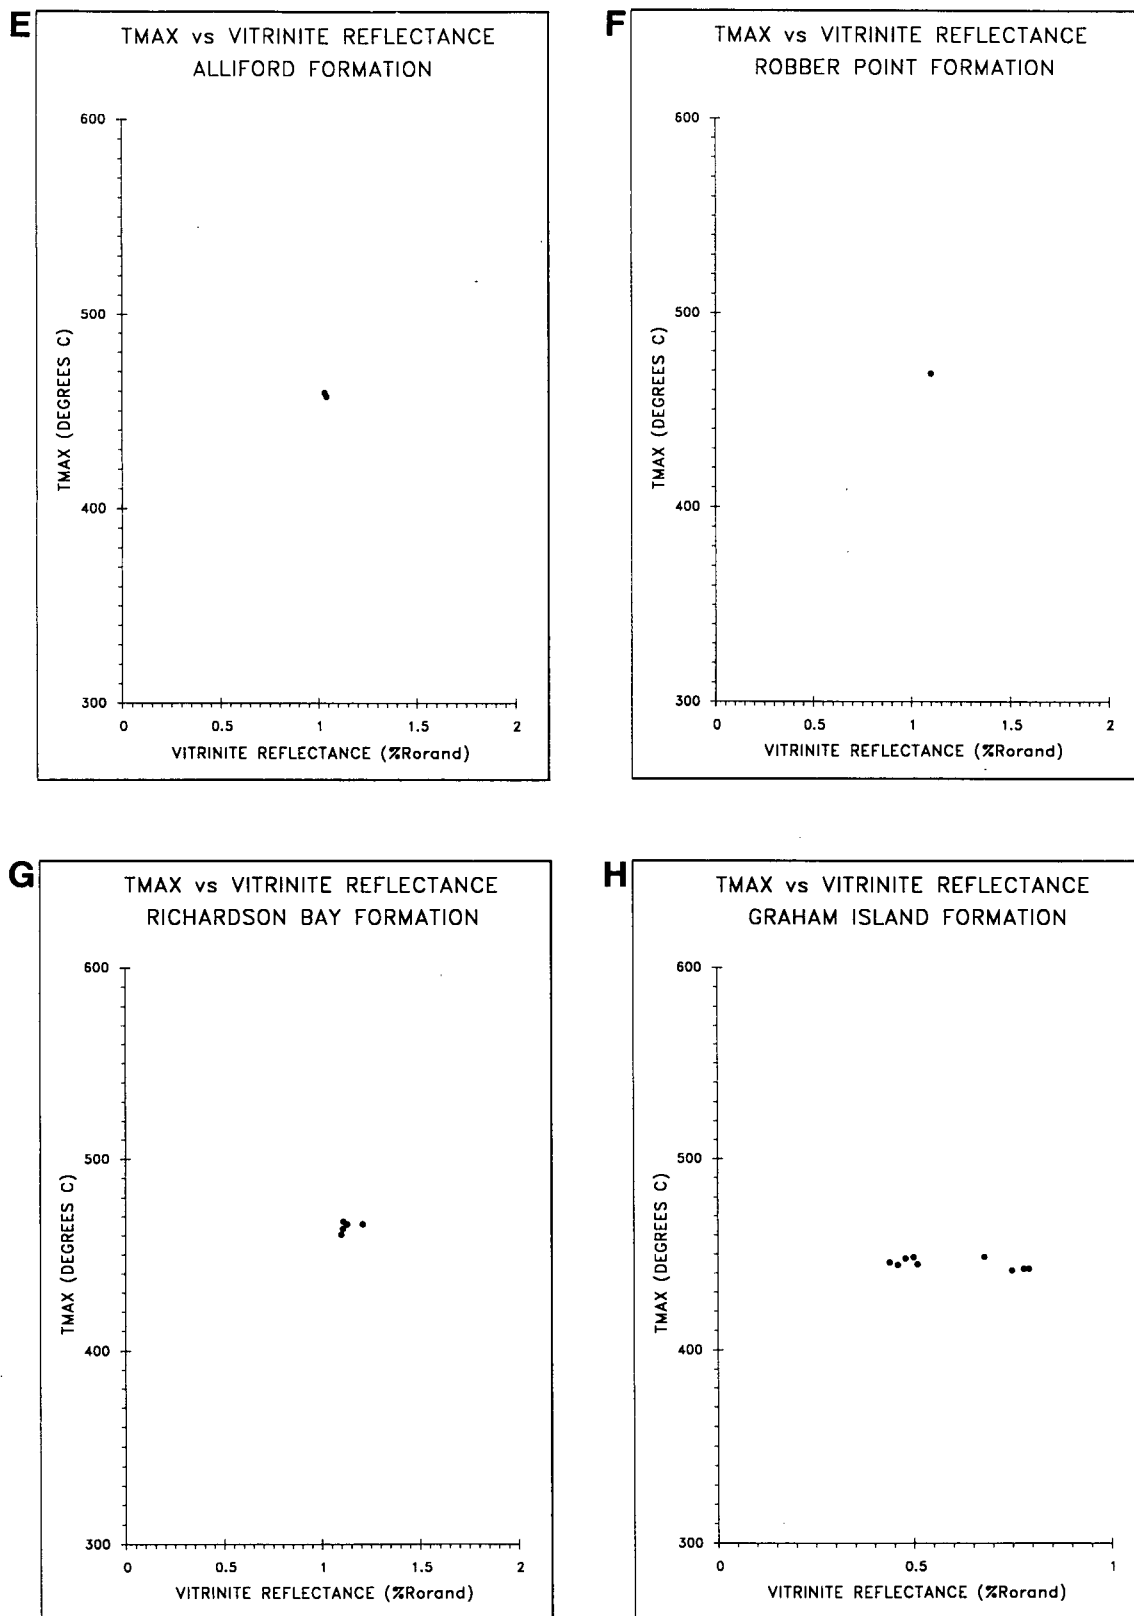 E
TMAX vs VITRINITE REFLECTANCE
ALLIFORD FORMATION
600
500
400
300
TMAX (DEGREES C)
0 0.5 1 1.5 2
VITRINITE REFLECTANCE (%Rorand)
F
TMAX vs VITRINITE REFLECTANCE
ROBBER POINT FORMATION
600
500
400
300
TMAX (DEGREES C)
0 0.5 1 1.5 2
VITRINITE REFLECTANCE (%Rorand)
G
TMAX vs VITRINITE REFLECTANCE
RICHARDSON BAY FORMATION
600
500
400
300
TMAX (DEGREES C)
0 0.5 1 1.5 2
VITRINITE REFLECTANCE (%Rorand)
H
TMAX vs VITRINITE REFLECTANCE
GRAHAM ISLAND FORMATION
600
500
400
300
TMAX (DEGREES C)
0 0.5 1
VITRINITE REFLECTANCE (%Rorand)